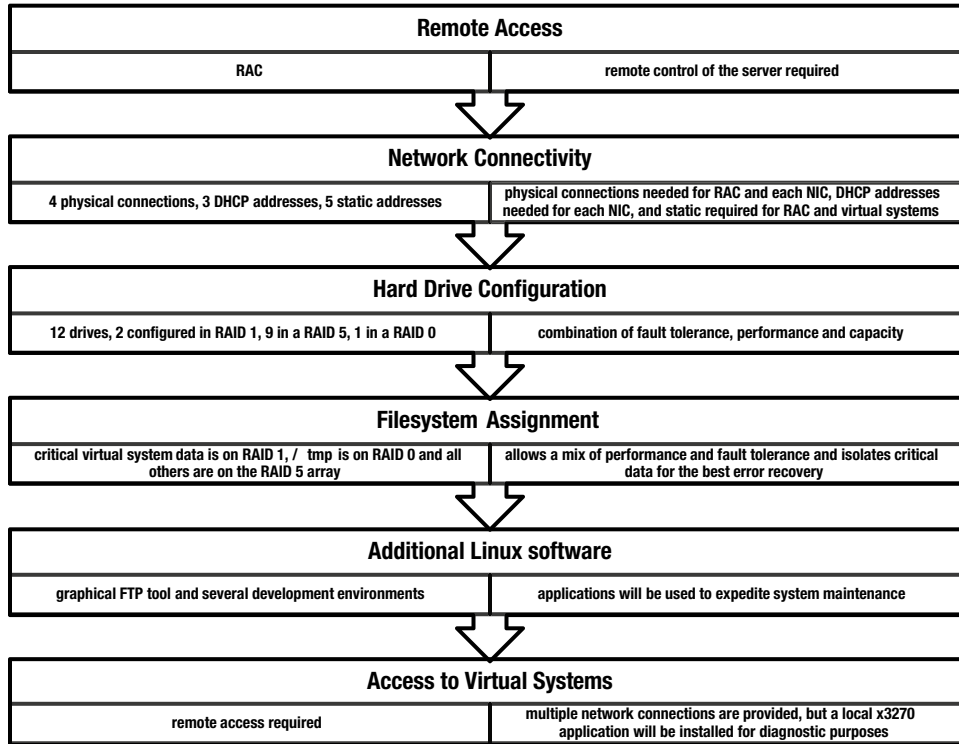 Remote Access
RAC
remote control of the server required
Network Connectivity
4 physical connections, 3 DHCP addresses, 5 static addresses
physical connections needed for RAC and each NIC, DHCP addresses
needed for each NIC, and static required for RAC and virtual systems
Hard Drive Configuration
12 drives, 2 configured in RAID 1, 9 in a RAID 5, 1 in a RAID 0
combination of fault tolerance, performance and capacity
Filesystem Assignment
critical virtual system data is on RAID 1, / tmp is on RAID 0 and all
others are on the RAID 5 array
allows a mix of performance and fault tolerance and isolates critical
data for the best error recovery
Additional Linux software
graphical FTP tool and several development environments
applications will be used to expedite system maintenance
Access to Virtual Systems
remote access required
multiple network connections are provided, but a local x3270
application will be installed for diagnostic purposes